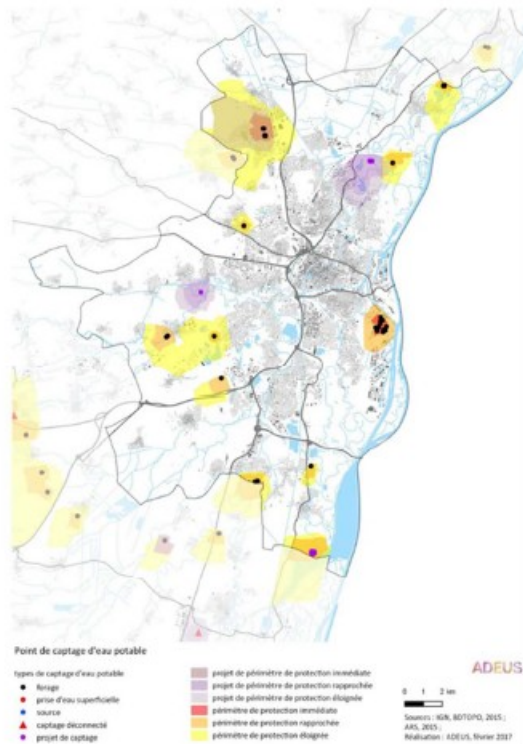 Point de captage d'eau potable
types de captage d'eau potable
forage
prise d'eau superficielle
source
captage déconnecté
projet de captage
projet de périmètre de protection immédiate
projet de périmètre de protection rapprochée
projet de périmètre de protection éloignée
périmètre de protection immédiate
périmètre de protection rapprochée
périmètre de protection éloignée
ADEUS
0 1 2 km
Sources : IGN, BDTOPO, 2015 ;
ARS, 2015 ;
Réalisation : ADEUS, février 2017